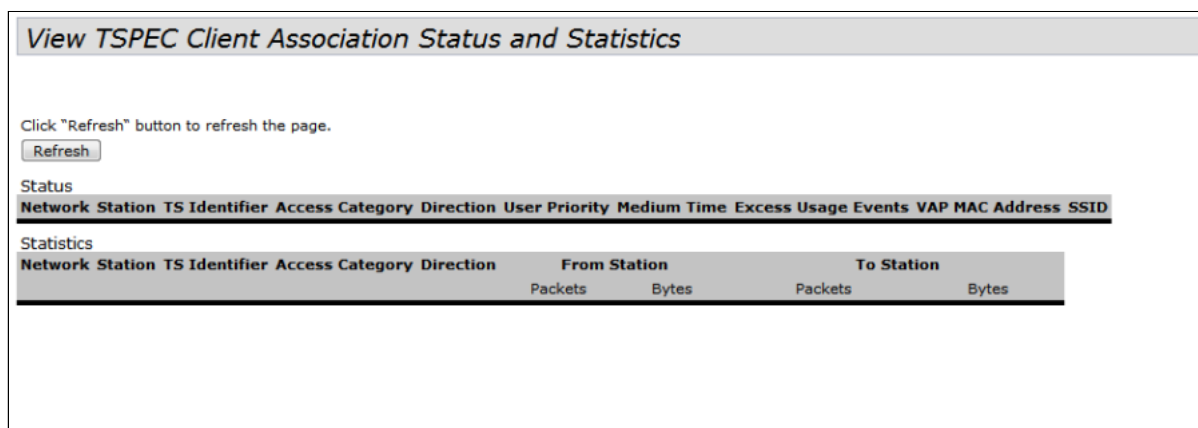 View TSPEC Client Association Status and Statistics
Click "Refresh" button to refresh the page.
Refresh
Status
Network Station TS Identifier Access Category Direction User Priority Medium Time Excess Usage Events VAP MAC Address SSID
Statistics
Network Station TS Identifier Access Category Direction From Station To Station
Packets Bytes Packets Bytes